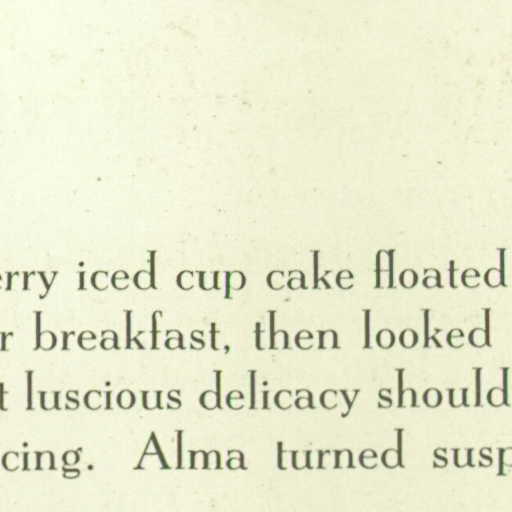 erry iced cup cake floated
r breakfast, then looked
t luscious delicacy should
cing. Alma turned susp